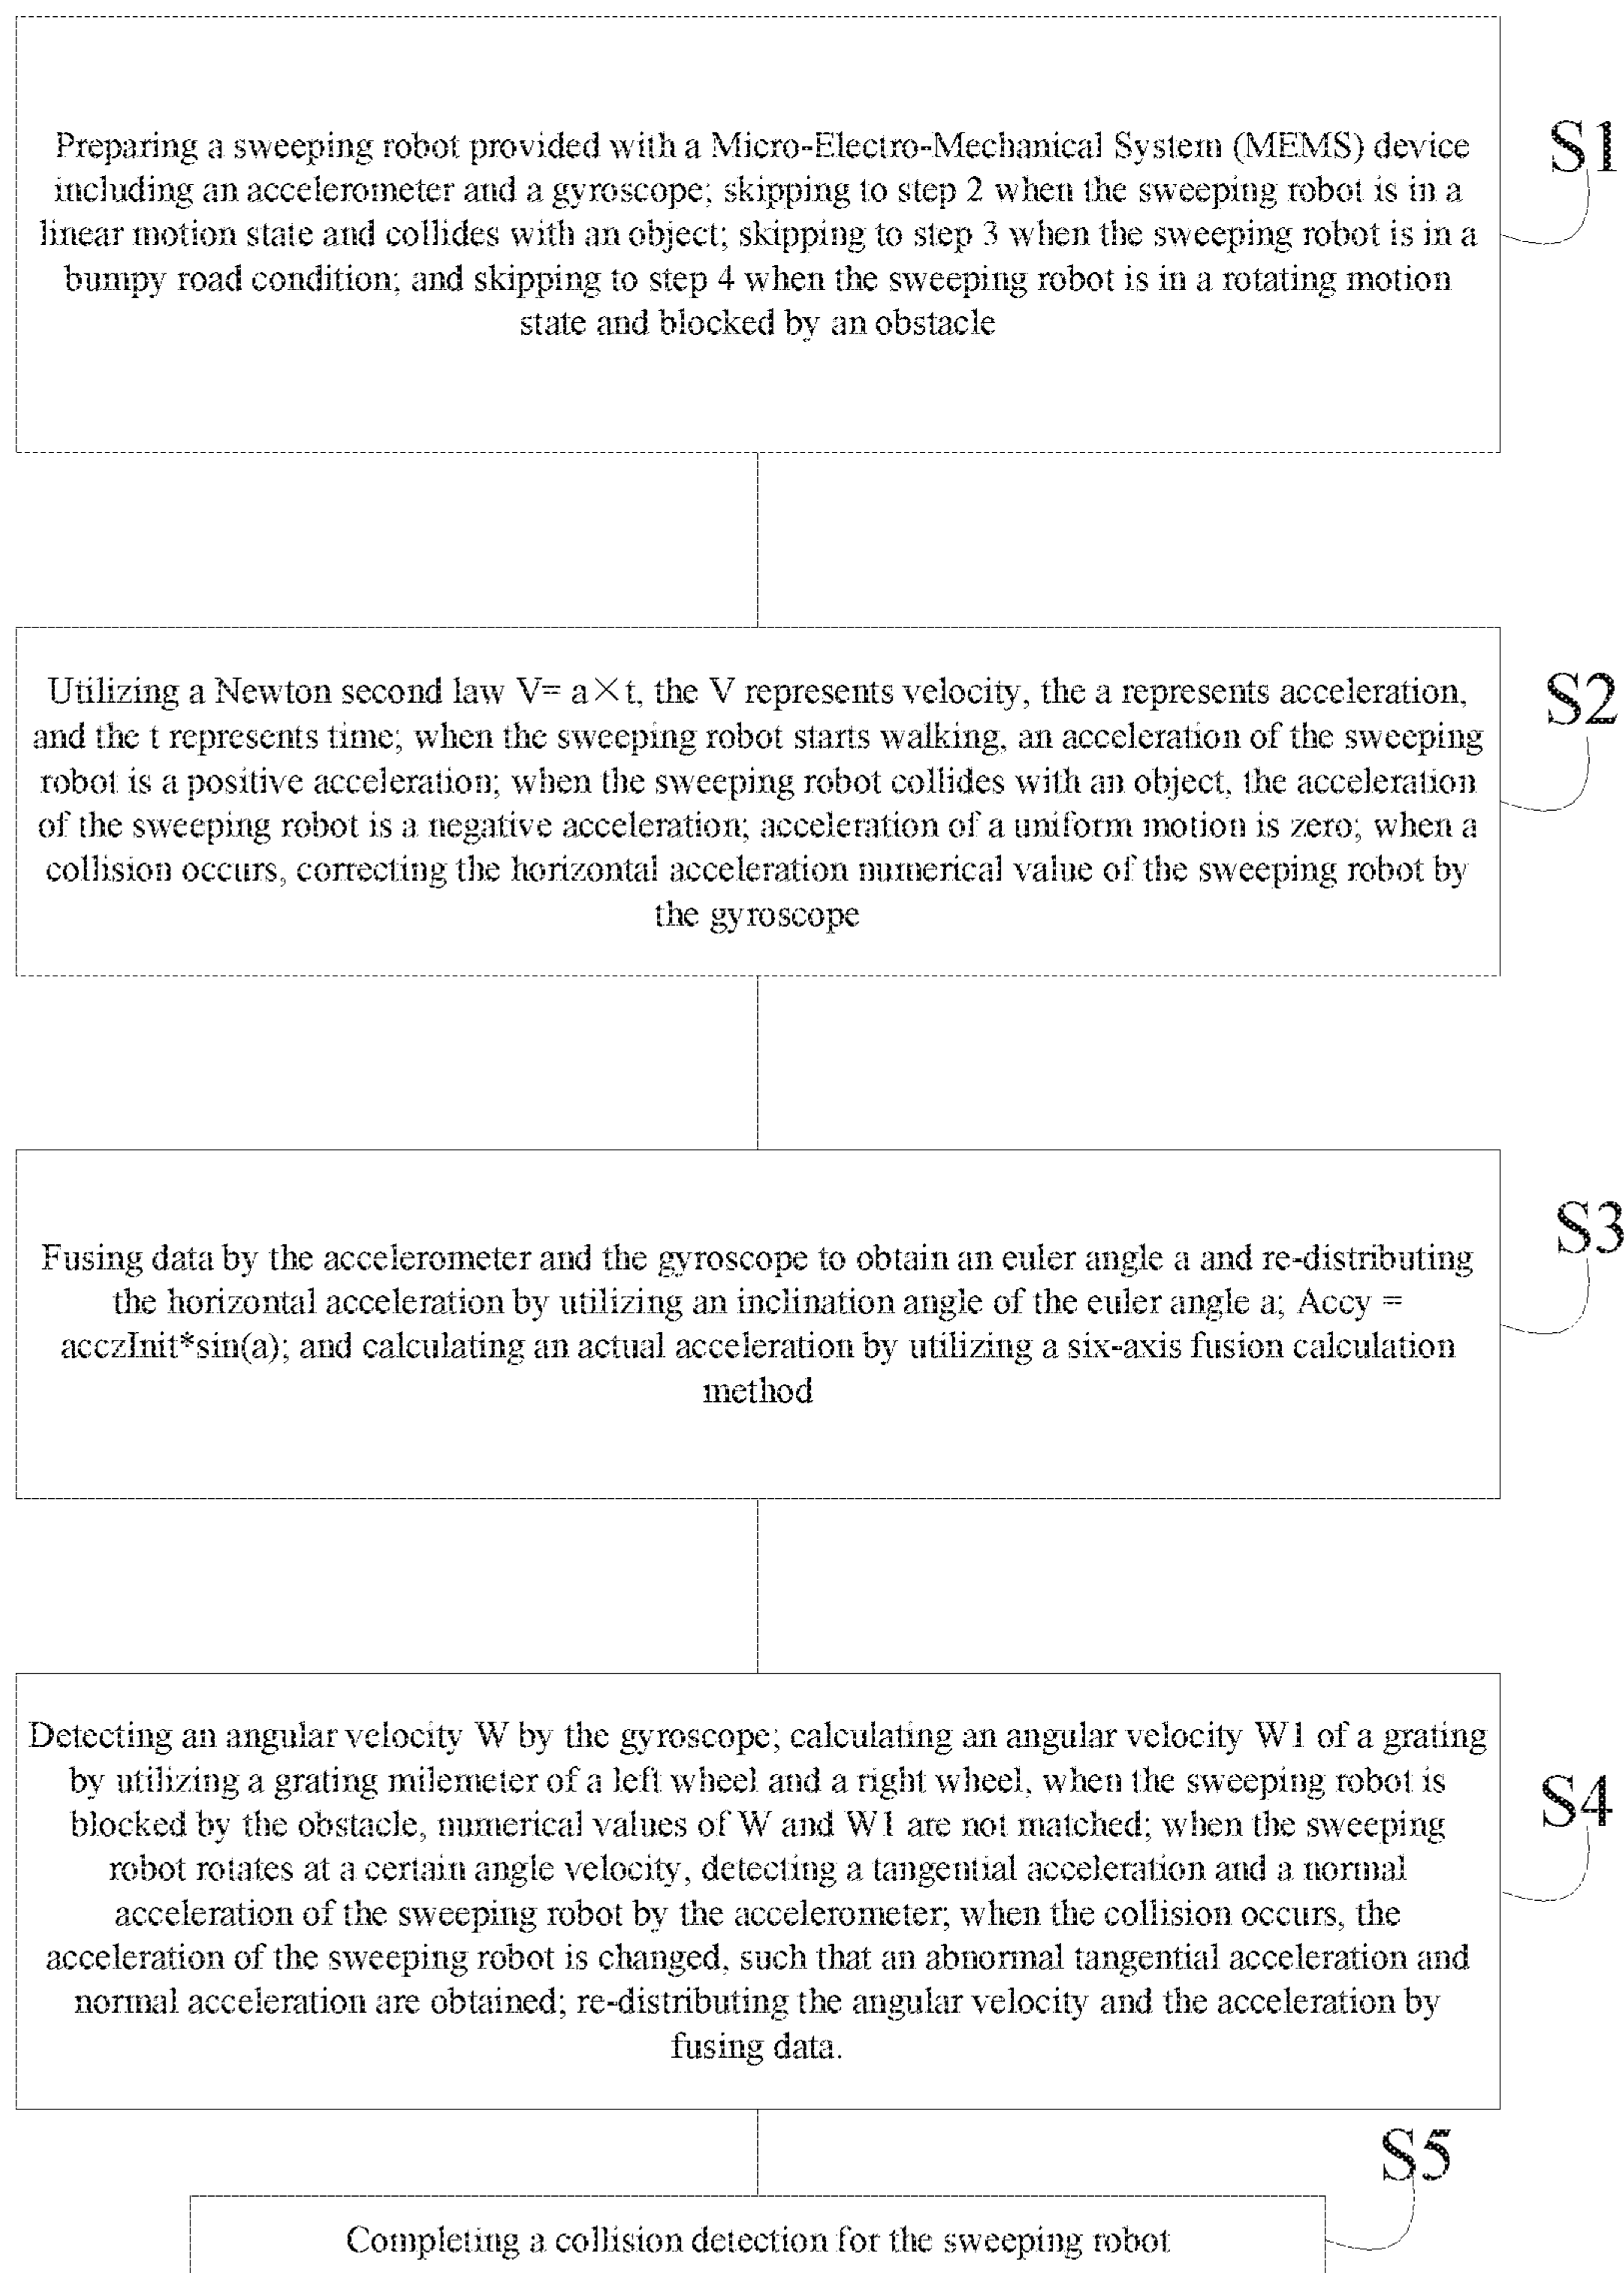 Preparing a sweeping robot provided with a Micro-Electro-Mechanical System (MEMS) device
including an accelerometer and a gyroscope; skipping to step 2 when the sweeping robot is in a
linear motion state and collides with an object; skipping to step 3 when the sweeping robot is in a
bumpy road condition; and skipping to step 4 when the sweeping robot is in a rotating motion
state and blocked by an obstacle
S1
Utilizing a Newton second law V= a×t, the V represents velocity, the a represents acceleration,
and the t represents time; when the sweeping robot starts walking, an acceleration of the sweeping
robot is a positive acceleration; when the sweeping robot collides with an object, the acceleration
of the sweeping robot is a negative acceleration; acceleration of a uniform motion is zero; when a
collision occurs, correcting the horizontal acceleration numerical value of the sweeping robot by
the gyroscope
S2
Fusing data by the accelerometer and the gyroscope to obtain an euler angle a and re-distributing
the horizontal acceleration by utilizing an inclination angle of the euler angle a; Accy =
acczInit*sin(a); and calculating an actual acceleration by utilizing a six-axis fusion calculation
method
S3
Detecting an angular velocity W by the gyroscope; calculating an angular velocity W1 of a grating
by utilizing a grating milemeter of a left wheel and a right wheel, when the sweeping robot is
blocked by the obstacle, numerical values of W and W1 are not matched; when the sweeping
robot rotates at a certain angle velocity, detecting a tangential acceleration and a normal
acceleration of the sweeping robot by the accelerometer; when the collision occurs, the
acceleration of the sweeping robot is changed, such that an abnormal tangential acceleration and
normal acceleration are obtained; re-distributing the angular velocity and the acceleration by
fusing data.
S4
S5
Completing a collision detection for the sweeping robot